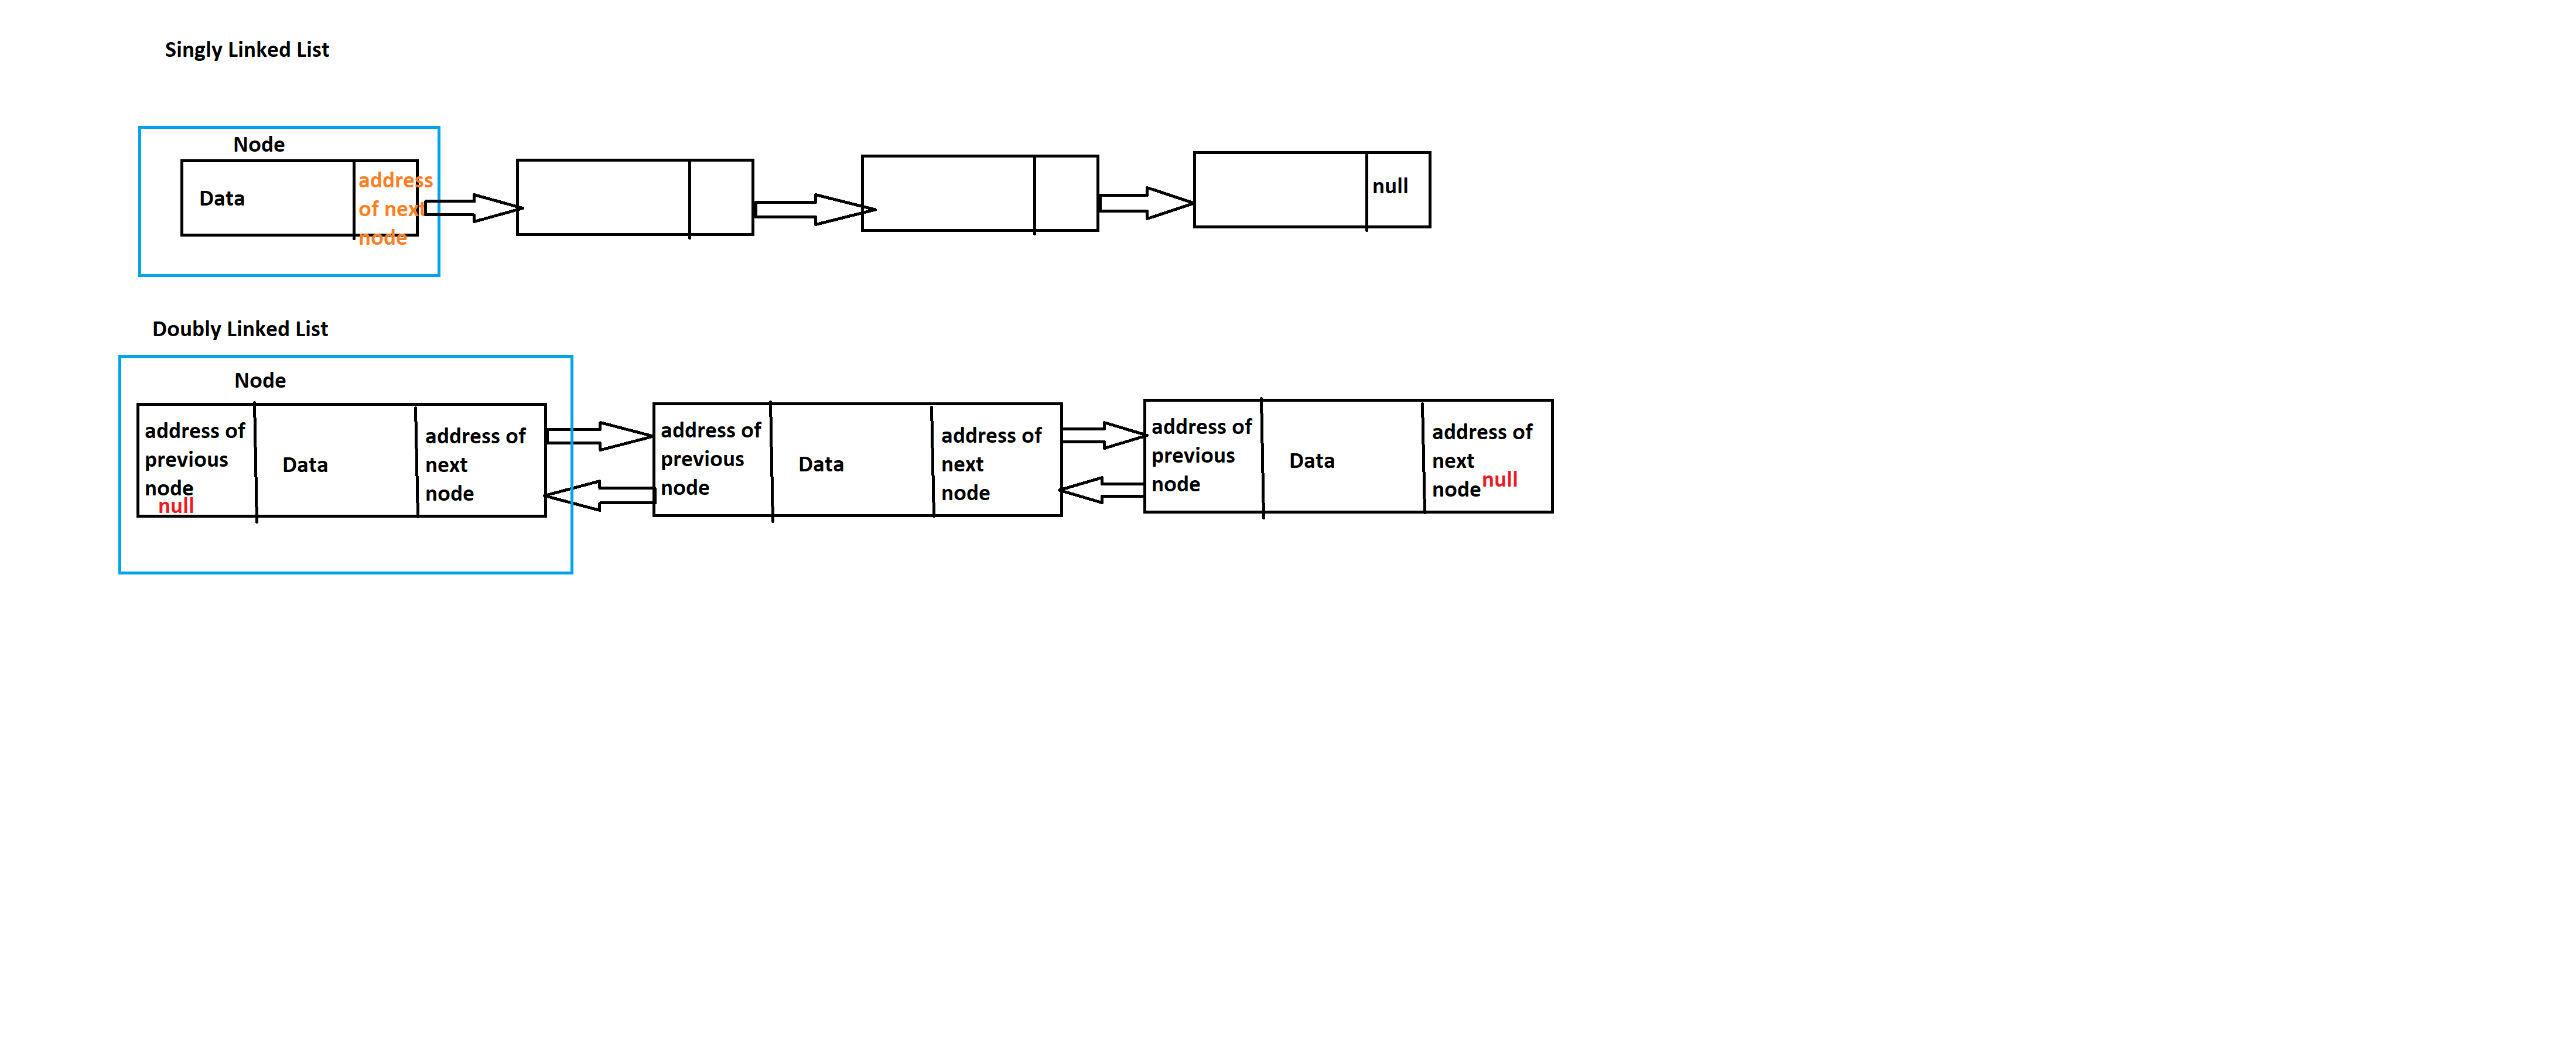 Singly Linked List
Node
Data
address
of next
node
null
Doubly Linked List
Node
address of
previous
node
null
Data
address of
next
node
address of
previous
node
Data
address of
next
node
address of
previous
node
Data
address of
next
node
null